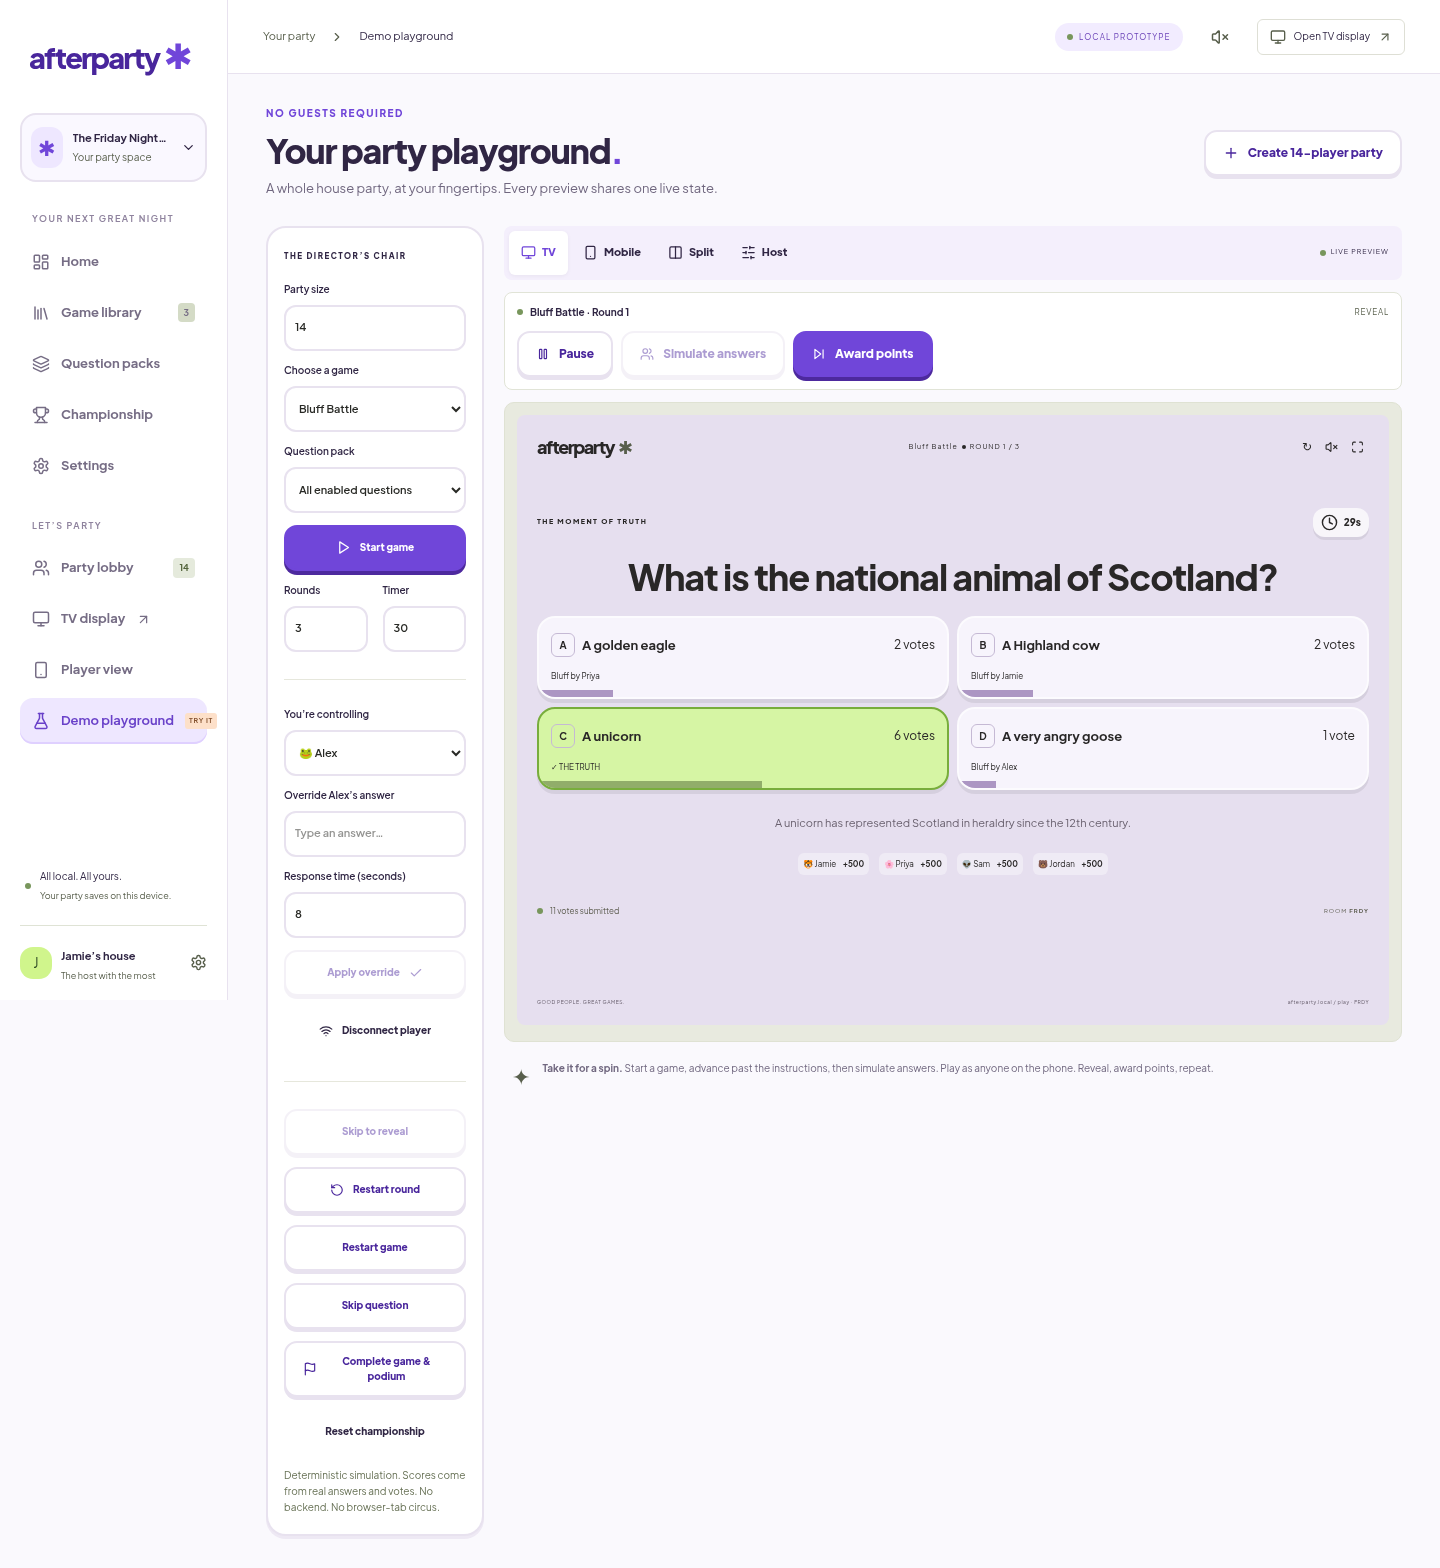 afterparty
The Friday Night...
Your party space
YOUR NEXT GREAT NIGHT
Home
Game library 3
Question packs
Championship
Settings
LET'S PARTY
Party lobby 14
TV display
Player view
Demo playground TRY IT
All local. All yours.
Your party saves on this device.
J
Jamie's house
The host with the most
Your party > Demo playground
LOCAL PROTOTYPE
Open TV display
NO GUESTS REQUIRED
Your party playground.
A whole house party, at your fingertips. Every preview shares one live state.
Create 14-player party
THE DIRECTOR'S CHAIR
Party size
14
Choose a game
Bluff Battle
Question pack
All enabled questions
Start game
Rounds Timer
3 30
You're controlling
🐸 Alex
Override Alex's answer
Type an answer...
Response time (seconds)
8
Apply override
Disconnect player
Skip to reveal
Restart round
Restart game
Skip question
Complete game &
podium
Reset championship
Deterministic simulation. Scores come
from real answers and votes. No
backend. No browser-tab circus.
TV Mobile Split Host
LIVE PREVIEW
Bluff Battle · Round 1
REVEAL
Pause Simulate answers Award points
afterparty
Bluff Battle ● ROUND 1 / 3
THE MOMENT OF TRUTH
29s
What is the national animal of Scotland?
A A golden eagle 2 votes
Bluff by Priya
B A Highland cow 2 votes
Bluff by Jamie
C A unicorn 6 votes
✓ THE TRUTH
D A very angry goose 1 vote
Bluff by Alex
A unicorn has represented Scotland in heraldry since the 12th century.
🐯 Jamie +500 🌸 Priya +500 👽 Sam +500 🐻 Jordan +500
11 votes submitted
ROOM FRDY
GOOD PEOPLE. GREAT GAMES.
afterparty.local / play · FRDY
Take it for a spin. Start a game, advance past the instructions, then simulate answers. Play as anyone on the phone. Reveal, award points, repeat.